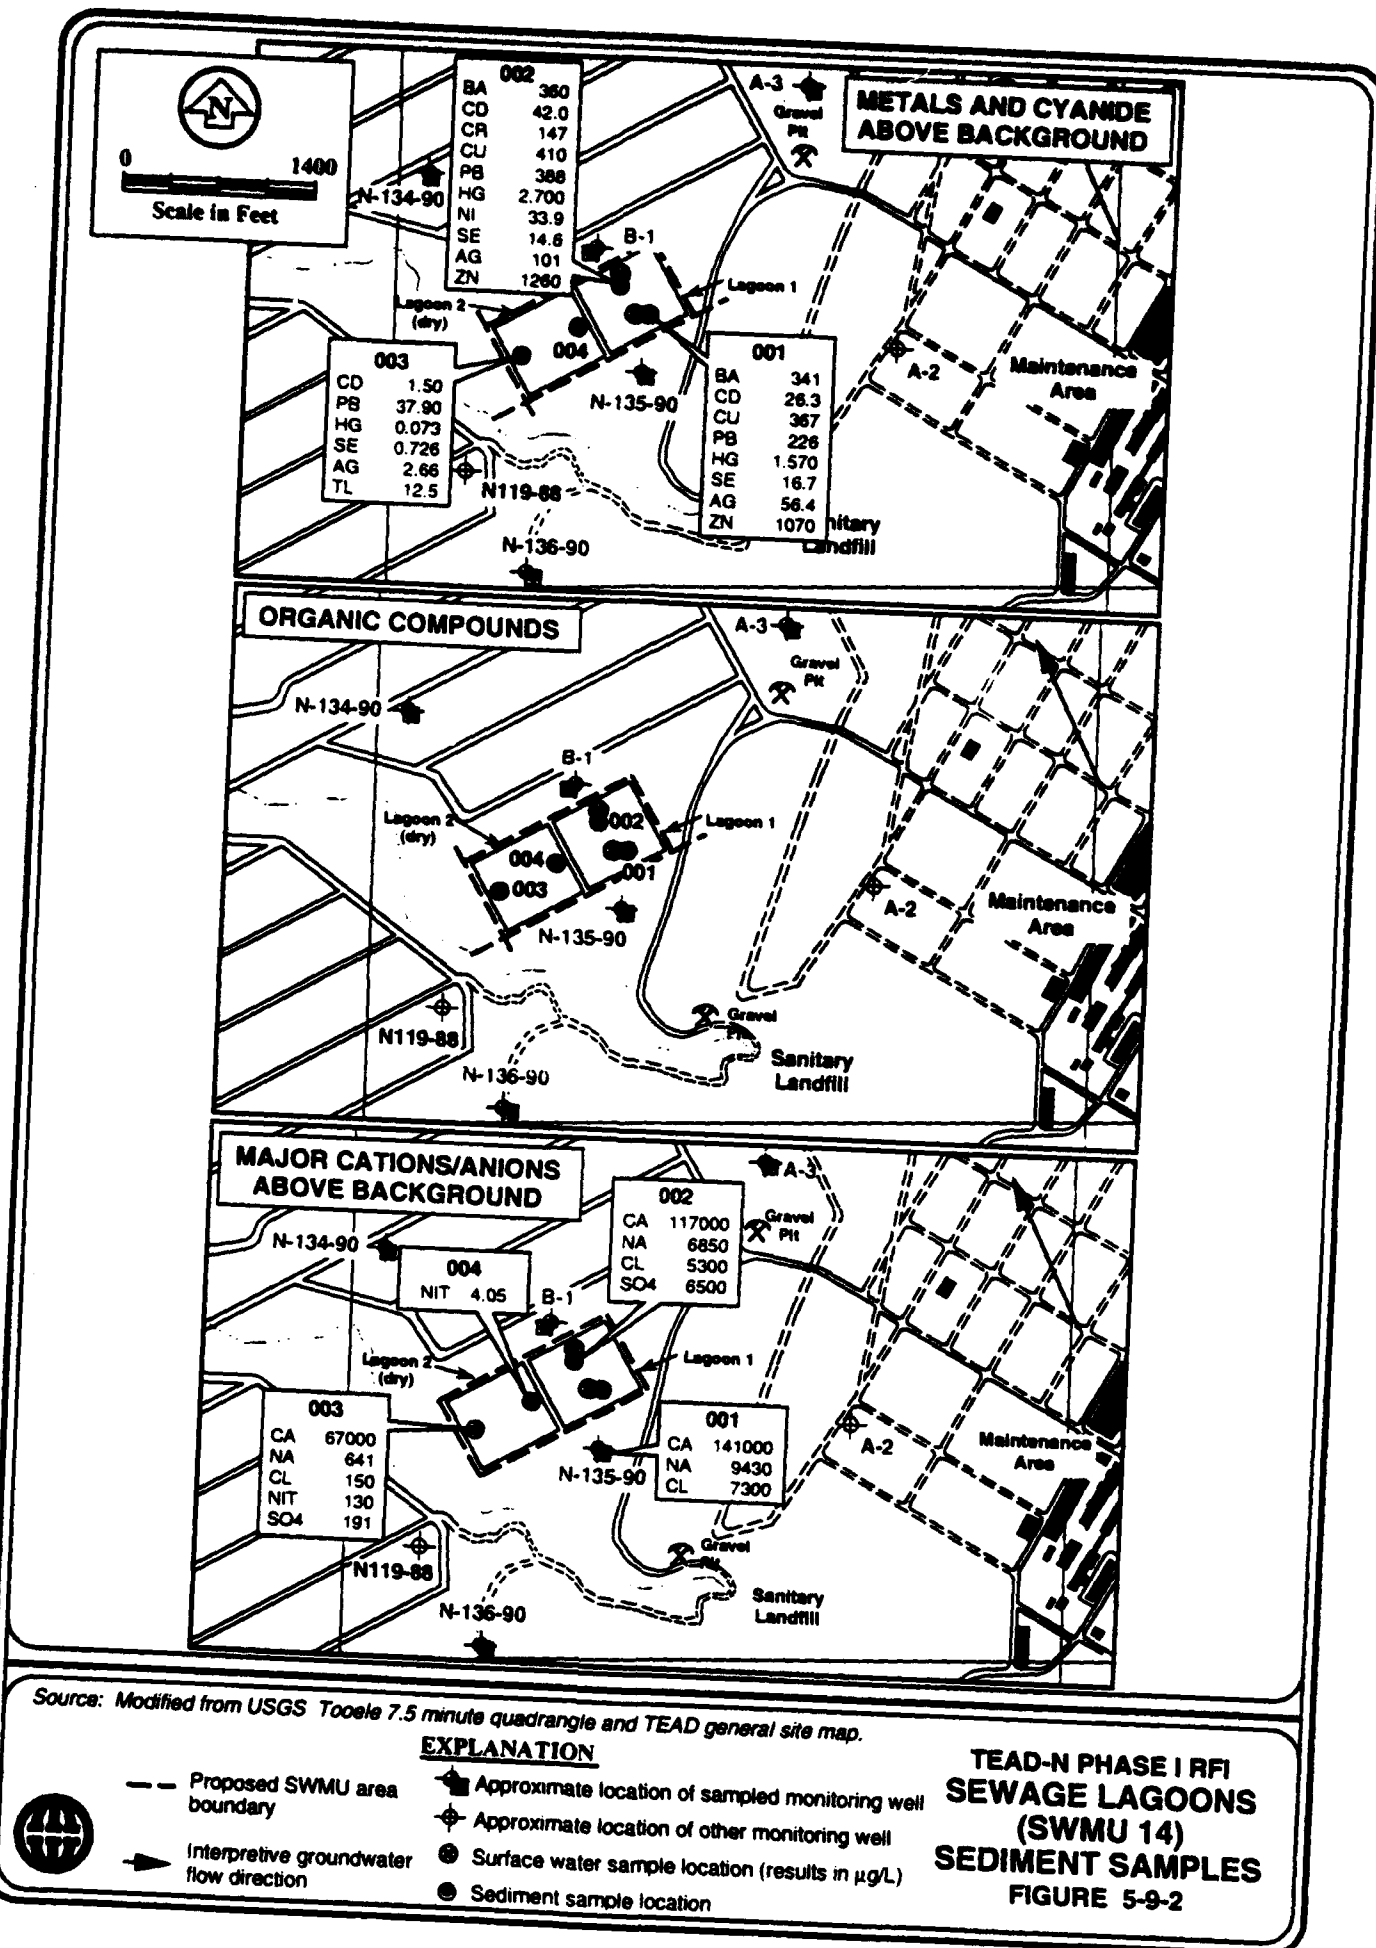 N
0 1400
Scale in Feet
METALS AND CYANIDE
ABOVE BACKGROUND
002
BA 360
CD 42.0
CR 147
CU 410
PB 388
HG 2.700
NI 33.9
SE 14.6
AG 101
ZN 1260
A-3
Gravel
Pit
N-134-90
B-1
Lagoon 1
Lagoon 2
(dry)
004
003
CD 1.50
PB 37.90
HG 0.073
SE 0.726
AG 2.66
TL 12.5
001
BA 341
CD 26.3
CU 367
PB 226
HG 1.570
SE 16.7
AG 56.4
ZN 1070
N-135-90
A-2
Maintenance
Area
N119-88
N-136-90
nitary
Landfill
ORGANIC COMPOUNDS
A-3
Gravel
Pit
N-134-90
B-1
Lagoon 2
(dry)
002
Lagoon 1
004
001
003
A-2
Maintenance
Area
N-135-90
N119-88
Gravel
Pit
N-136-90
Sanitary
Landfill
MAJOR CATIONS/ANIONS
ABOVE BACKGROUND
002
CA 117000
NA 6850
CL 5300
SO4 6500
A-3
Gravel
Pit
N-134-90
004
NIT 4.05
B-1
Lagoon 2
(dry)
Lagoon 1
003
CA 67000
NA 641
CL 150
NIT 130
SO4 191
001
CA 141000
NA 9430
CL 7300
N-135-90
A-2
Maintenance
Area
N119-88
Gravel
Pit
N-136-90
Sanitary
Landfill
Source: Modified from USGS Tooele 7.5 minute quadrangle and TEAD general site map.
EXPLANATION
Proposed SWMU area
boundary
Interpretive groundwater
flow direction
Approximate location of sampled monitoring well
Approximate location of other monitoring well
Surface water sample location (results in µg/L)
Sediment sample location
TEAD-N PHASE I RFI
SEWAGE LAGOONS
(SWMU 14)
SEDIMENT SAMPLES
FIGURE 5-9-2